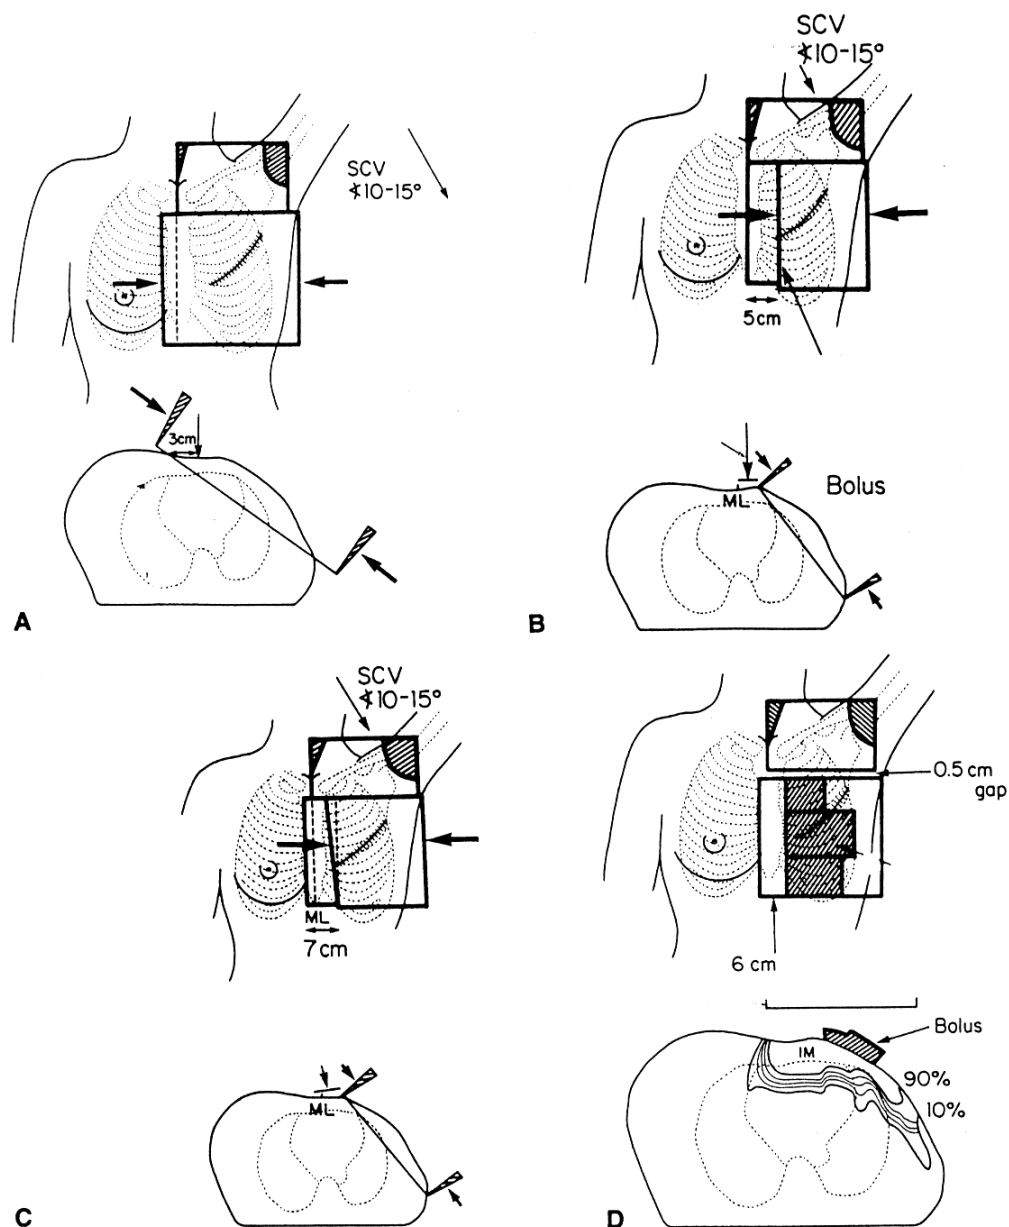 SCV
∢10-15°
3cm
A
SCV
∢10-15°
5cm
ML
Bolus
B
SCV
∢10-15°
ML
7cm
ML
C
0.5 cm
gap
6 cm
Bolus
IM
90%
10%
D